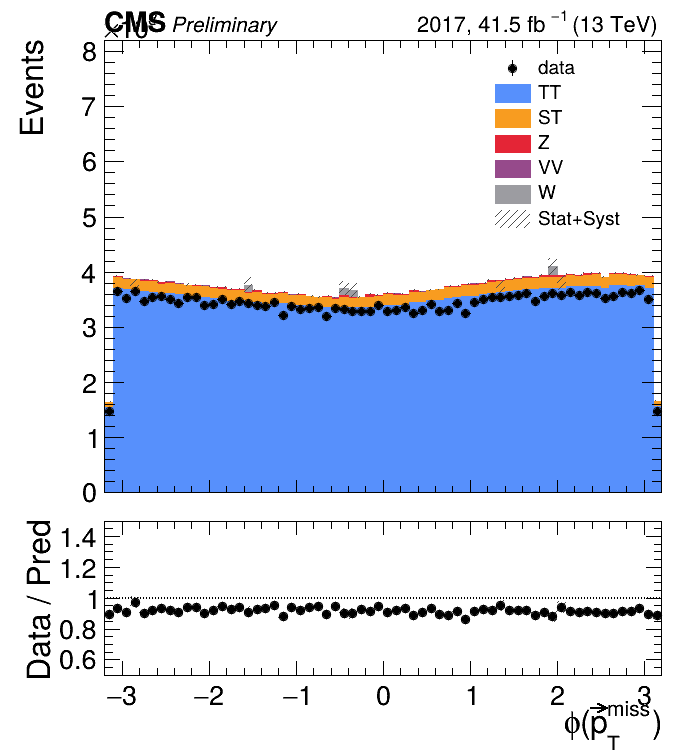 CMS Preliminary 2017, 41.5 fb⁻¹ (13 TeV)
Events
8
7
6
5
4
3
2
1
0
data
TT
ST
Z
VV
W
Stat+Syst
Data / Pred
1.4
1.2
1
0.8
0.6
−3 −2 −1 0 1 2 3
ϕ(p⃗ᵀ miss)